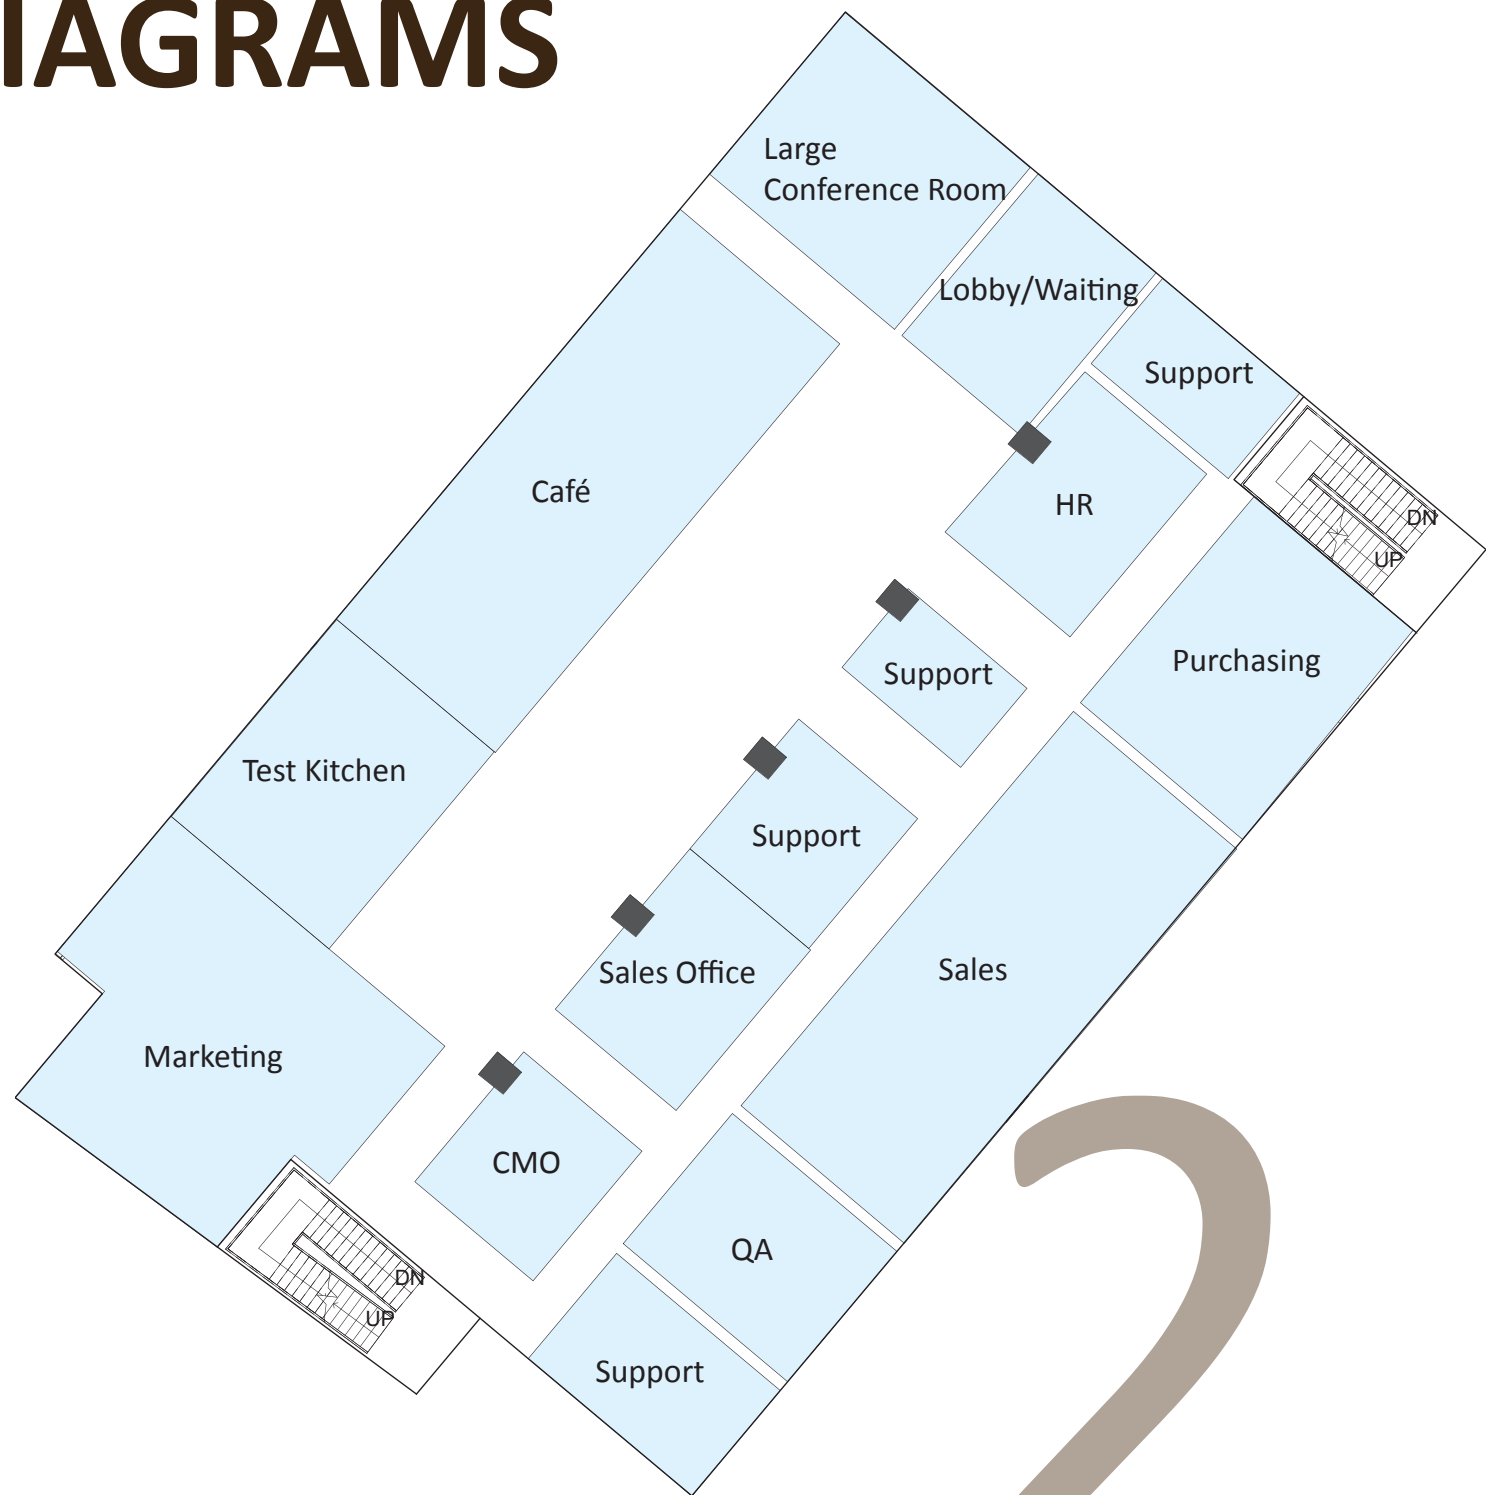 IAGRAMS
Large
Conference Room
Lobby/Waiting
Support
Café
HR
DN
UP
Purchasing
Support
Test Kitchen
Support
Sales Office
Sales
Marketing
CMO
QA
DN
UP
Support
2